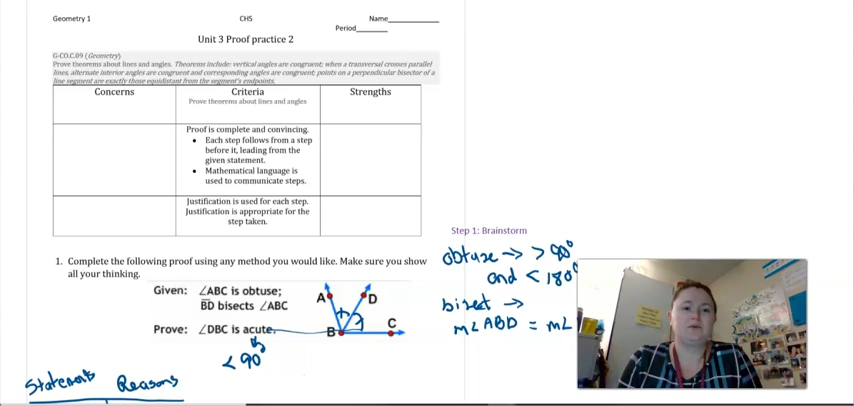 Geometry 1 CHS Name
Period
Unit 3 Proof practice 2
G-CO.C.09 (Geometry)
Prove theorems about lines and angles. Theorems include: vertical angles are congruent; when a transversal crosses parallel
lines, alternate interior angles are congruent and corresponding angles are congruent; points on a perpendicular bisector of a
line segment are exactly those equidistant from the segment's endpoints.
Concerns Criteria Strengths
Prove theorems about lines and angles
Proof is complete and convincing.
• Each step follows from a step
before it, leading from the
given statement.
• Mathematical language is
used to communicate steps.
Justification is used for each step.
Justification is appropriate for the
step taken.
Step 1: Brainstorm
obtuse → > 90°
and < 180°
bisect →
m∠ABD = m∠
1. Complete the following proof using any method you would like. Make sure you show
all your thinking.
Given: ∠ABC is obtuse;
BD bisects ∠ABC
Prove: ∠DBC is acute.
< 90°
A D
B C
Statements Reasons